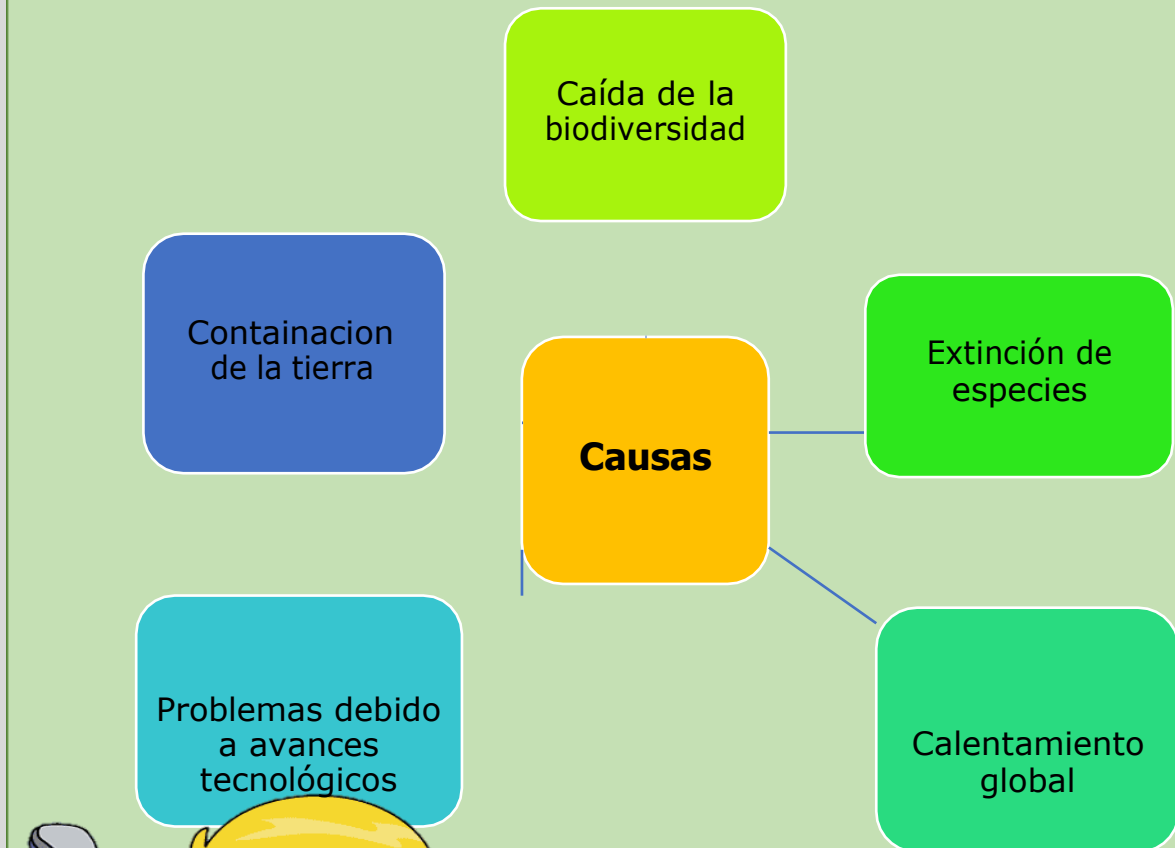 Caída de la
biodiversidad
Containacion
de la tierra
Extinción de
especies
Causas
Problemas debido
a avances
tecnológicos
Calentamiento
global